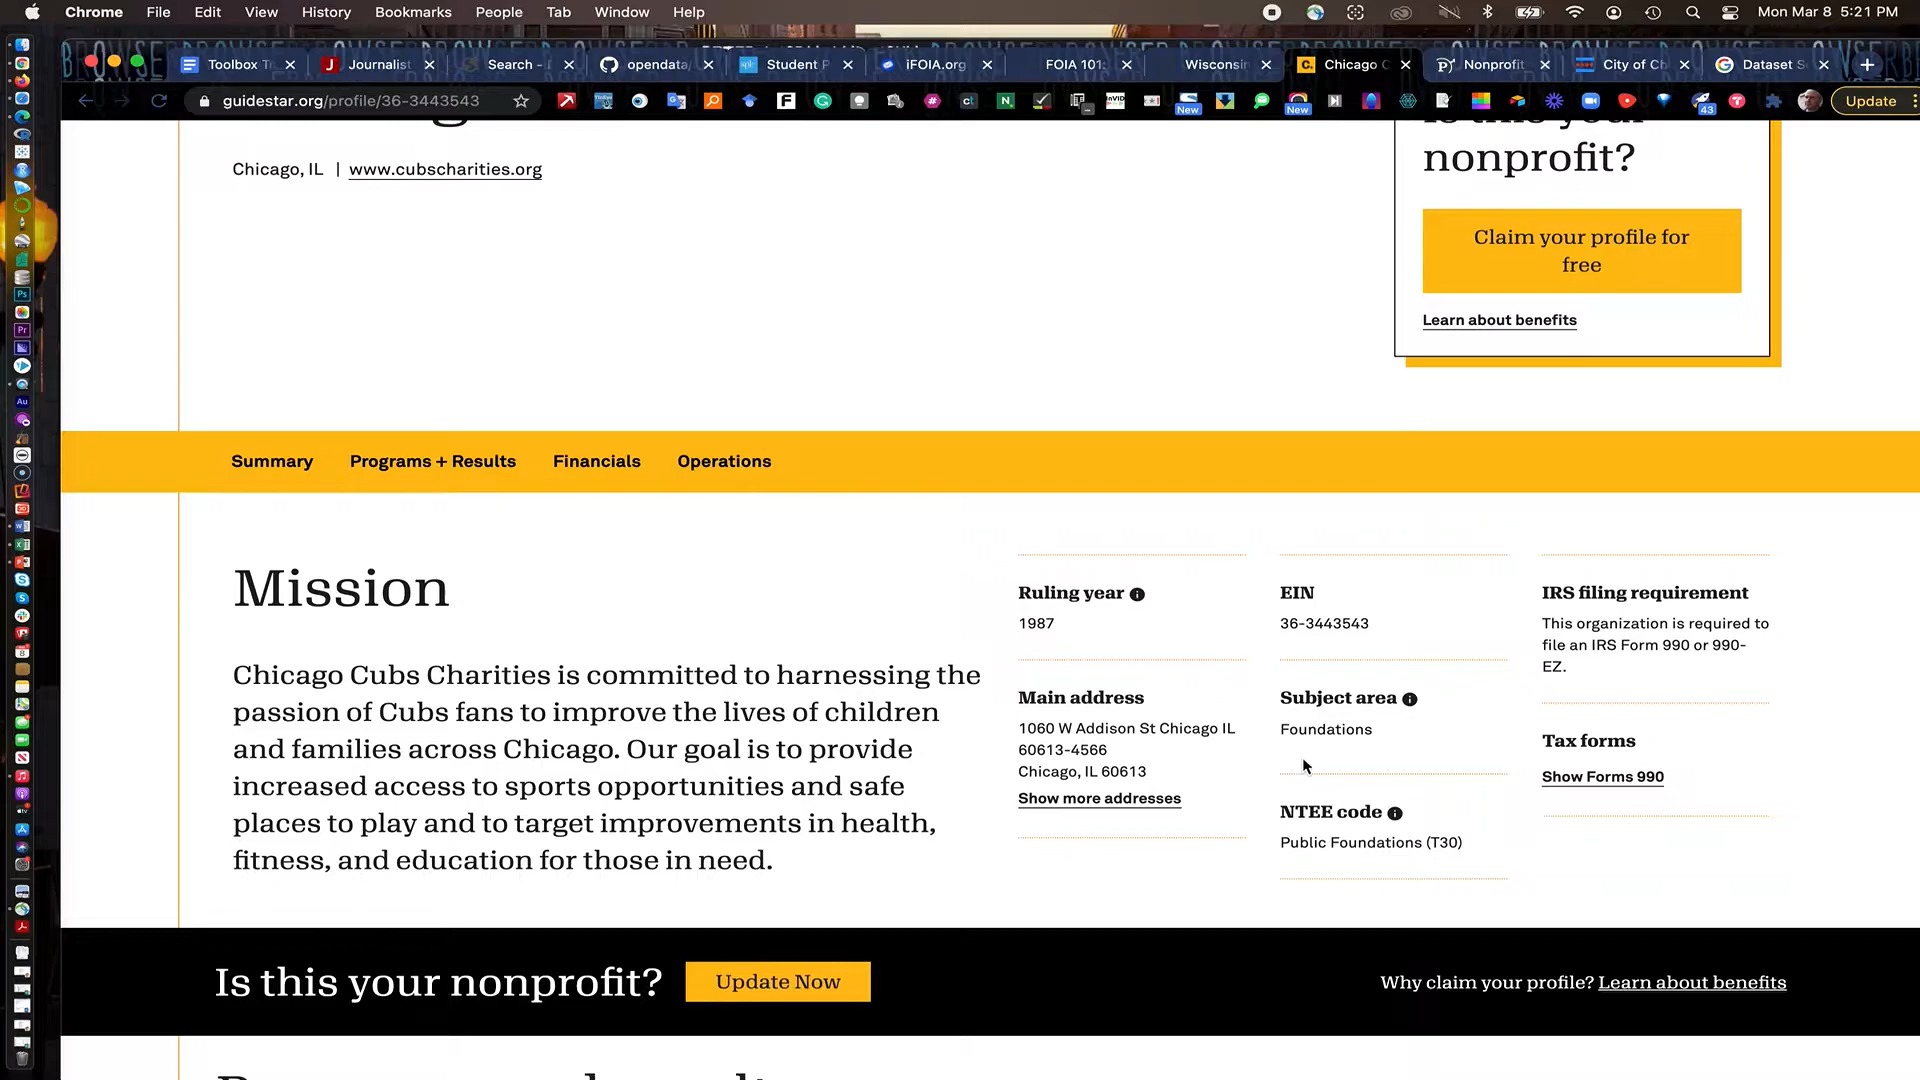 Chrome File Edit View History Bookmarks People Tab Window Help Mon Mar 8 5:21 PM
Toolbox T Journalist Search - opendata/ Student P iFOIA.org FOIA 101: Wisconsin Chicago C Nonprofit City of Ch Dataset S
guidestar.org/profile/36-3443543 Update
Is this your
nonprofit?
Chicago, IL | www.cubscharities.org
Claim your profile for
free
Learn about benefits
Summary Programs + Results Financials Operations
Mission
Chicago Cubs Charities is committed to harnessing the
passion of Cubs fans to improve the lives of children
and families across Chicago. Our goal is to provide
increased access to sports opportunities and safe
places to play and to target improvements in health,
fitness, and education for those in need.
Ruling year
1987
Main address
1060 W Addison St Chicago IL
60613-4566
Chicago, IL 60613
Show more addresses
EIN
36-3443543
Subject area
Foundations
NTEE code
Public Foundations (T30)
IRS filing requirement
This organization is required to
file an IRS Form 990 or 990-
EZ.
Tax forms
Show Forms 990
Is this your nonprofit? Update Now Why claim your profile? Learn about benefits